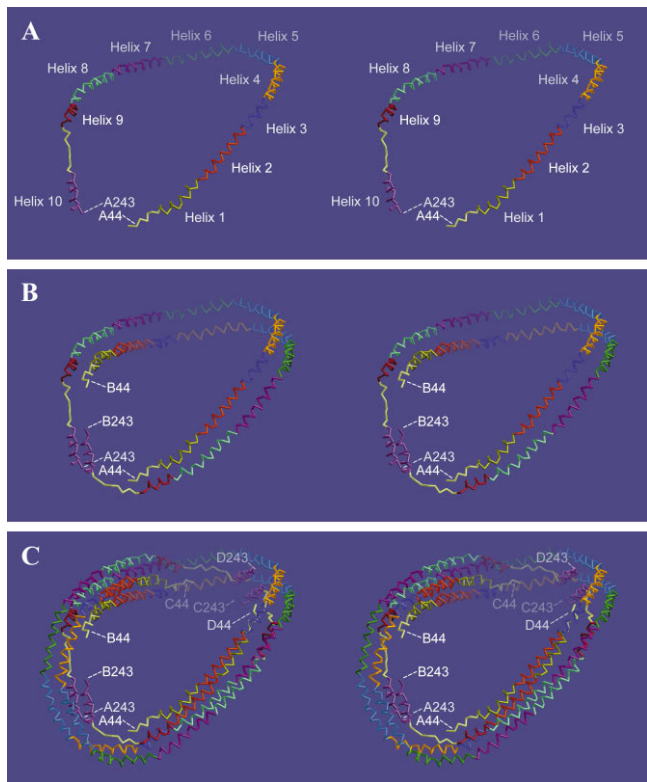 A
Helix 7
Helix 6
Helix 5
Helix 8
Helix 4
Helix 9
Helix 3
Helix 2
Helix 10
A243
A44
Helix 1
Helix 7
Helix 6
Helix 5
Helix 8
Helix 4
Helix 9
Helix 3
Helix 2
Helix 10
A243
A44
Helix 1
B
B44
B243
A243
A44
B44
B243
A243
A44
C
D243
C44
C243
D44
B44
B243
A243
A44
D243
C44
C243
D44
B44
B243
A243
A44